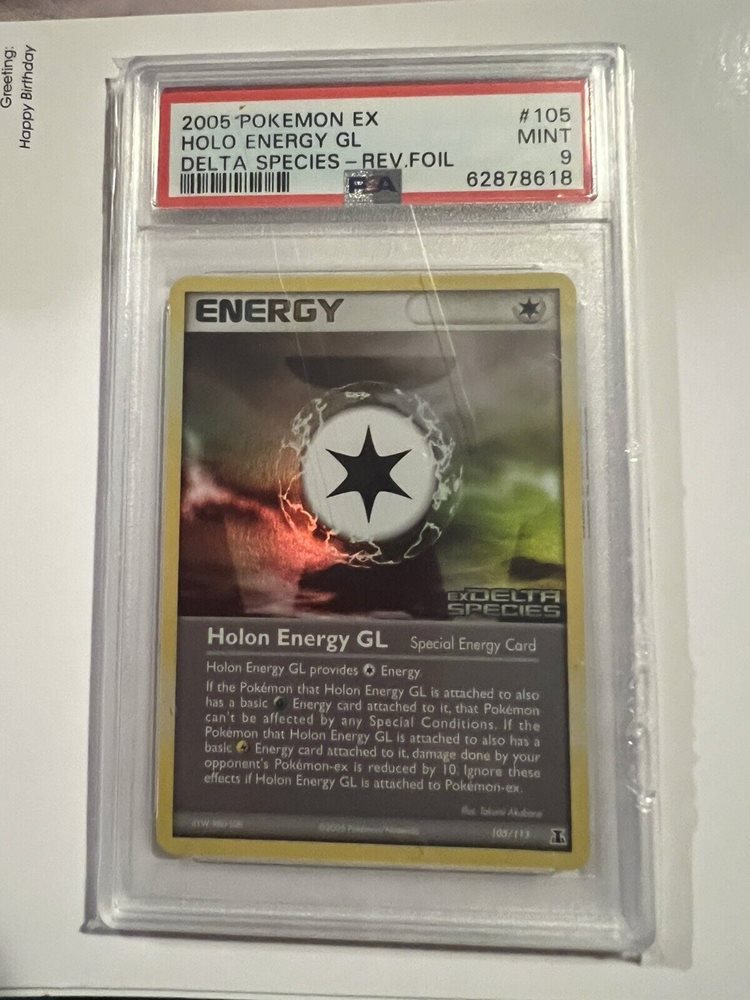 Greeting:
Happy Birthday
2005 POKEMON EX #105
HOLO ENERGY GL MINT
DELTA SPECIES - REV.FOIL 9
PSA 62878618
ENERGY
EX DELTA
SPECIES
Holon Energy GL Special Energy Card
Holon Energy GL provides Energy
If the Pokémon that Holon Energy GL is attached to also
has a basic Energy card attached to it, that Pokémon
can't be affected by any Special Conditions. If the
Pokémon that Holon Energy GL is attached to also has a
basic Energy card attached to it, damage done by your
opponent's Pokémon-ex is reduced by 10. Ignore these
effects if Holon Energy GL is attached to Pokémon-ex.
Illus. Takumi Akabane
©2005 Pokémon/Nintendo 105/113